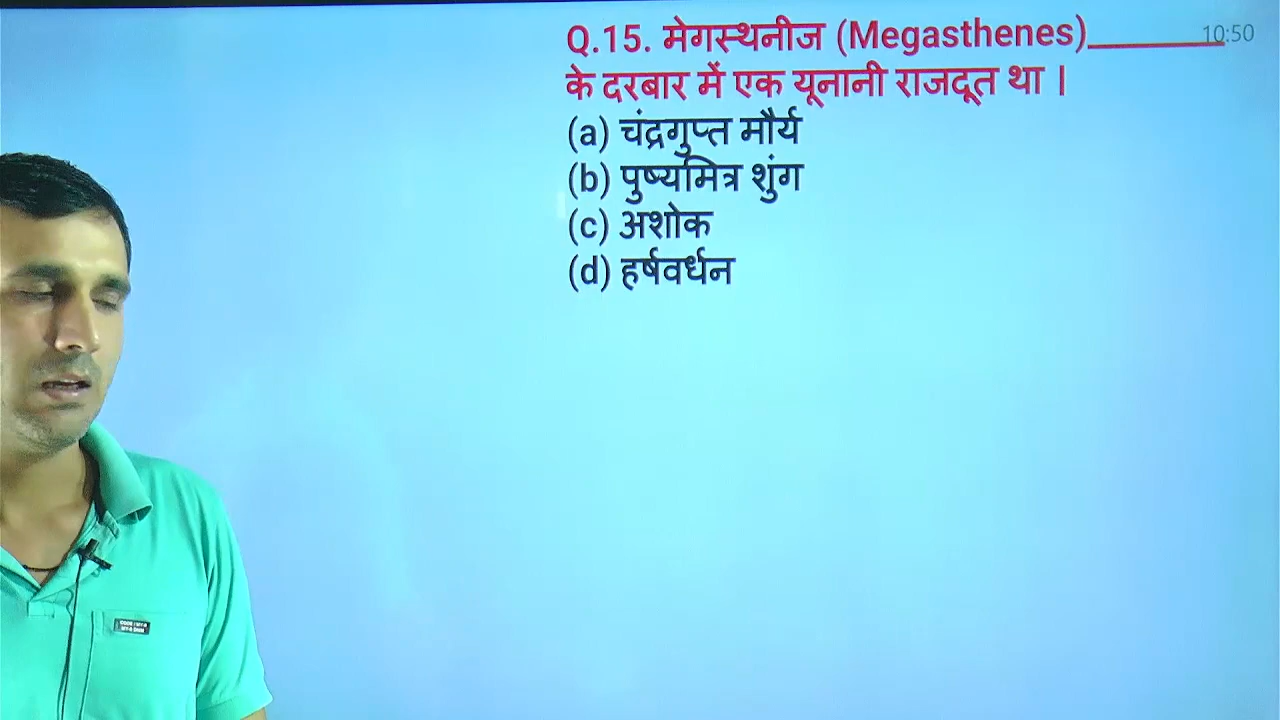 Q.15. मेगस्थनीज (Megasthenes)________
10:50
के दरबार में एक यूनानी राजदूत था ।
(a) चंद्रगुप्त मौर्य
(b) पुष्यमित्र शुंग
(c) अशोक
(d) हर्षवर्धन